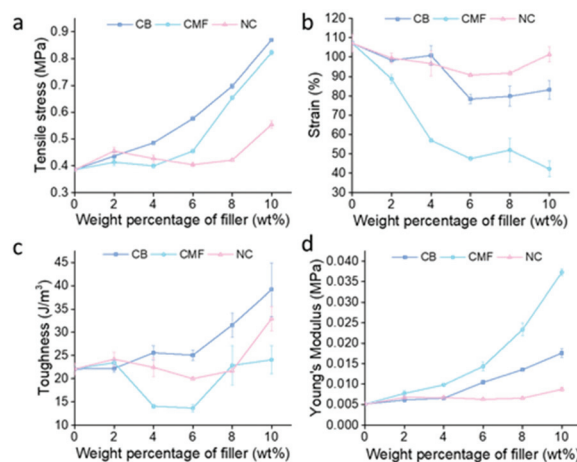 a
CB CMF NC
Tensile stress (MPa)
0.9
0.8
0.7
0.6
0.5
0.4
0.3
0 2 4 6 8 10
Weight percentage of filler (wt%)
b
CB CMF NC
Strain (%)
130
120
110
100
90
80
70
60
50
40
30
0 2 4 6 8 10
Weight percentage of filler (wt%)
c
CB CMF NC
Toughness (J/m³)
45
40
35
30
25
20
15
10
0 2 4 6 8 10
Weight percentage of filler (wt%)
d
CB CMF NC
Young's Modulus (MPa)
0.040
0.035
0.030
0.025
0.020
0.015
0.010
0.005
0.000
0 2 4 6 8 10
Weight percentage of filler (wt%)